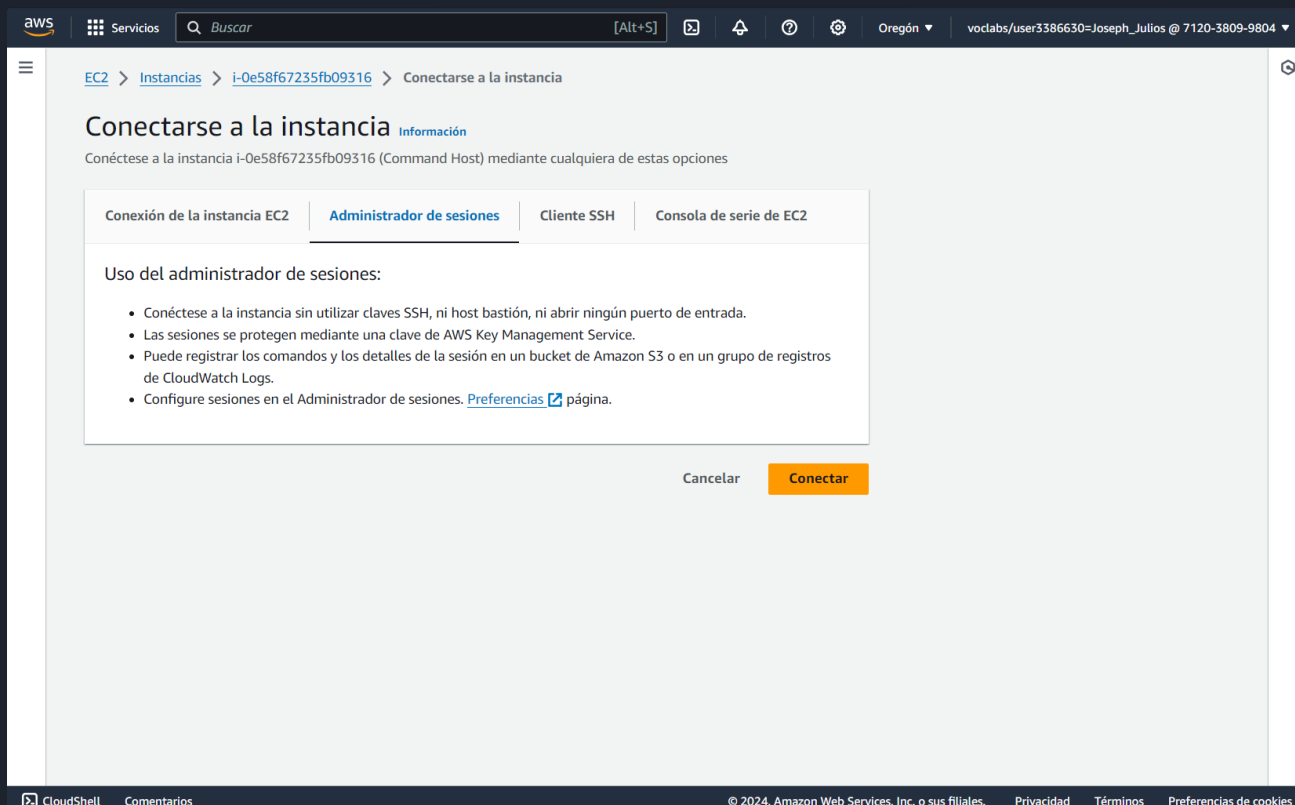 aws
Servicios
Buscar
[Alt+S]
Oregón
voclabs/user3386630=Joseph_Julios @ 7120-3809-9804
EC2 > Instancias > i-0e58f67235fb09316 > Conectarse a la instancia
Conectarse a la instancia Información
Conéctese a la instancia i-0e58f67235fb09316 (Command Host) mediante cualquiera de estas opciones
Conexión de la instancia EC2
Administrador de sesiones
Cliente SSH
Consola de serie de EC2
Uso del administrador de sesiones:
• Conéctese a la instancia sin utilizar claves SSH, ni host bastión, ni abrir ningún puerto de entrada.
• Las sesiones se protegen mediante una clave de AWS Key Management Service.
• Puede registrar los comandos y los detalles de la sesión en un bucket de Amazon S3 o en un grupo de registros
de CloudWatch Logs.
• Configure sesiones en el Administrador de sesiones. Preferencias página.
Cancelar
Conectar
CloudShell
Comentarios
© 2024, Amazon Web Services, Inc. o sus filiales.
Privacidad
Términos
Preferencias de cookies